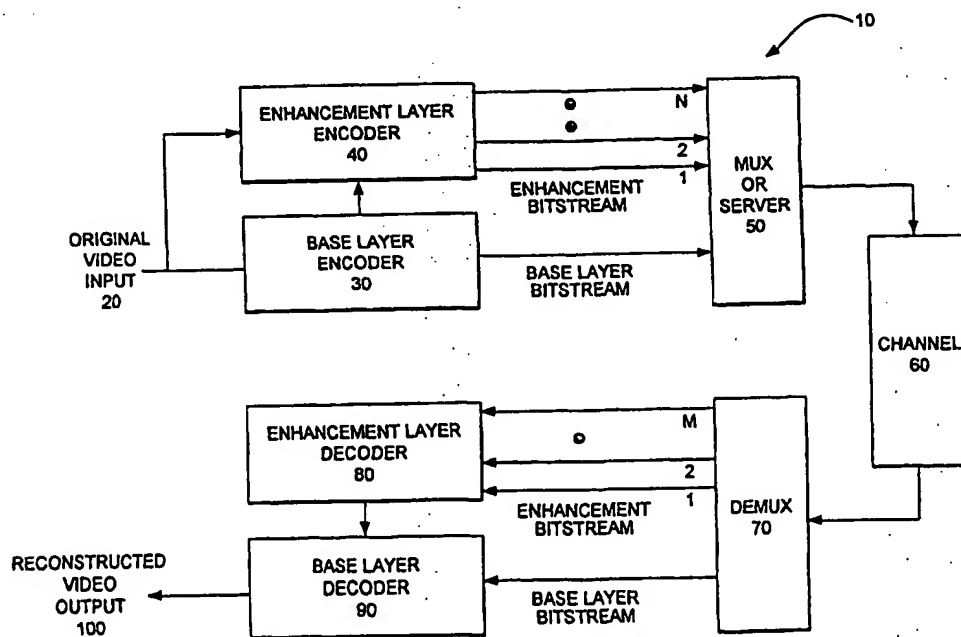 10
ENHANCEMENT LAYER
ENCODER
40
N
2
1
ENHANCEMENT
BITSTREAM
MUX
OR
SERVER
50
ORIGINAL
VIDEO
INPUT
20
BASE LAYER
ENCODER
30
BASE LAYER
BITSTREAM
CHANNEL
60
ENHANCEMENT LAYER
DECODER
80
M
2
1
ENHANCEMENT
BITSTREAM
DEMUX
70
RECONSTRUCTED
VIDEO
OUTPUT
100
BASE LAYER
DECODER
90
BASE LAYER
BITSTREAM